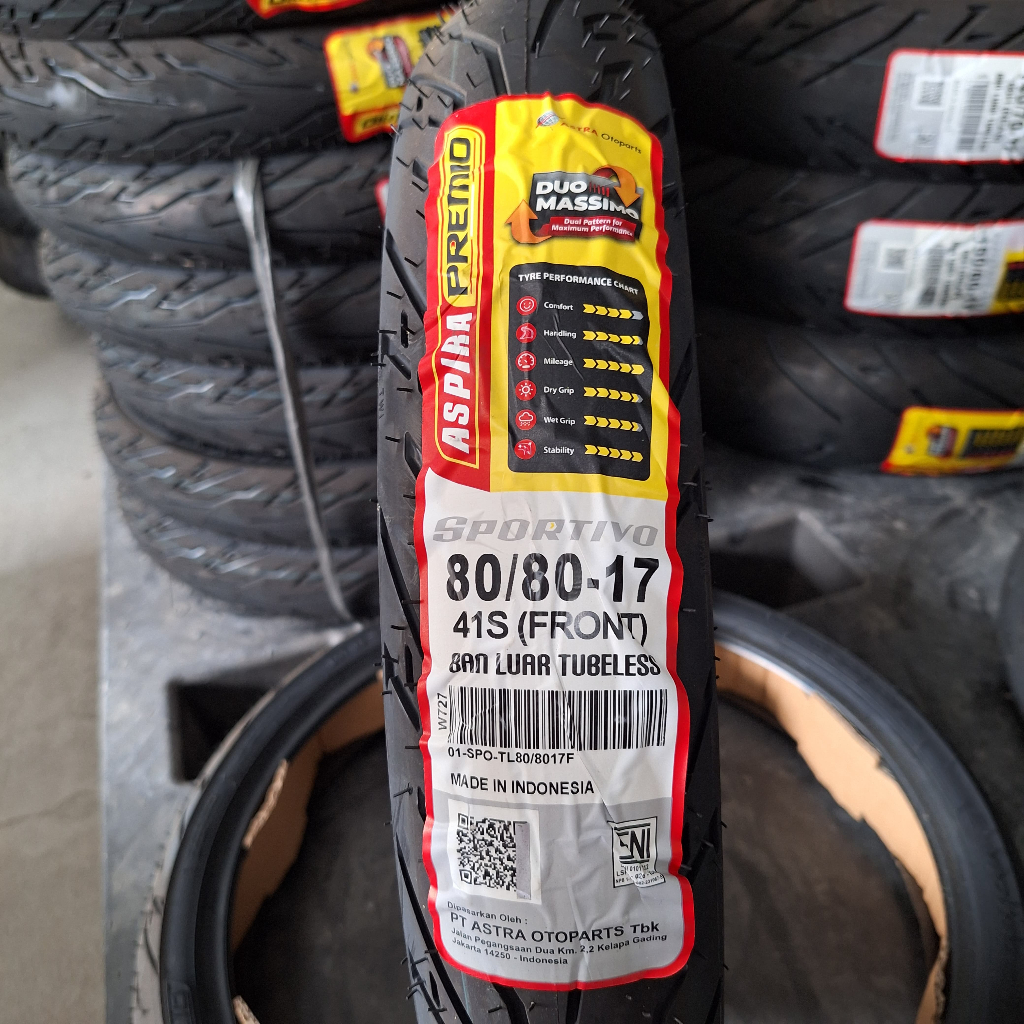 ASTRA Otoparts
ASPIRA PREMIO
DUO
MASSIMO
Dual Pattern for
Maximum Performance
TYRE PERFORMANCE CHART
Comfort
Handling
Mileage
Dry Grip
Wet Grip
Stability
SPORTIVO
80/80-17
41S (FRONT)
BAN LUAR TUBELESS
W727
01-SPO-TL80/8017F
MADE IN INDONESIA
SNI
Dipasarkan Oleh :
PT ASTRA OTOPARTS Tbk
Jalan Pegangsaan Dua Km. 2,2 Kelapa Gading
Jakarta 14250 - Indonesia